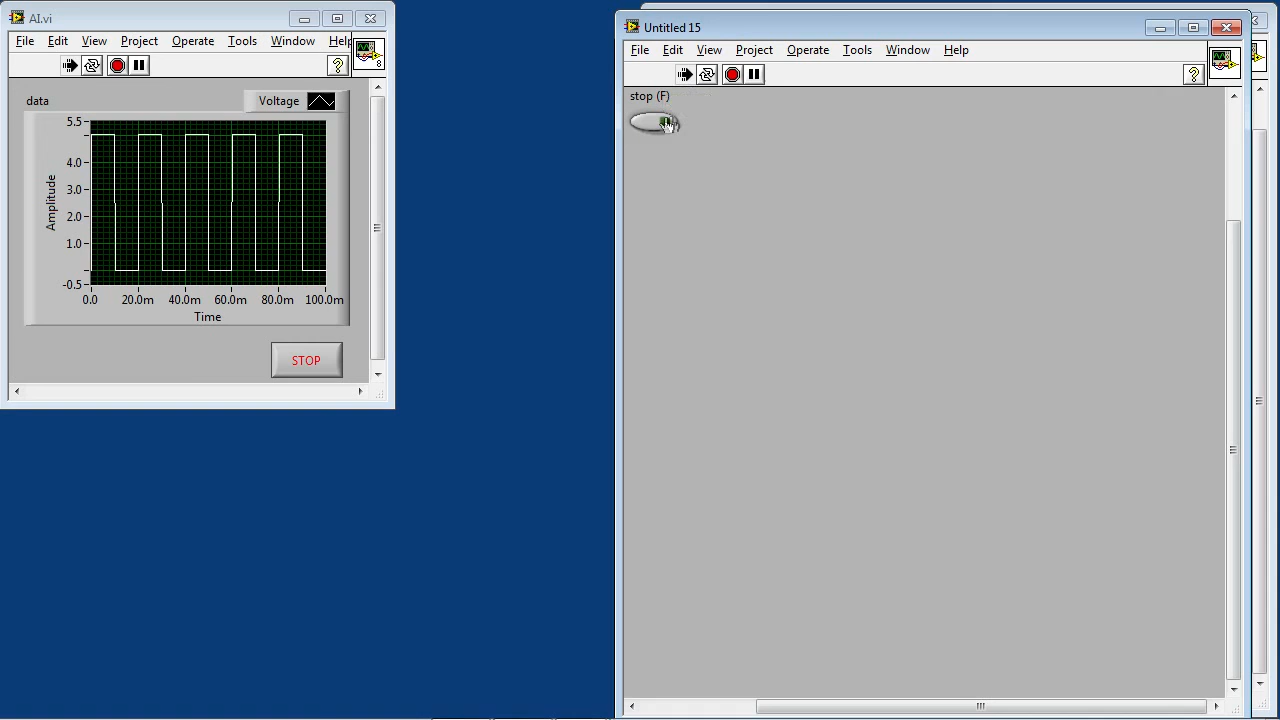 AI.vi
File Edit View Project Operate Tools Window Help
8
data
Voltage
5.5
4.0
3.0
2.0
1.0
-0.5
Amplitude
0.0 20.0m 40.0m 60.0m 80.0m 100.0m
Time
STOP
Untitled 15
File Edit View Project Operate Tools Window Help
stop (F)